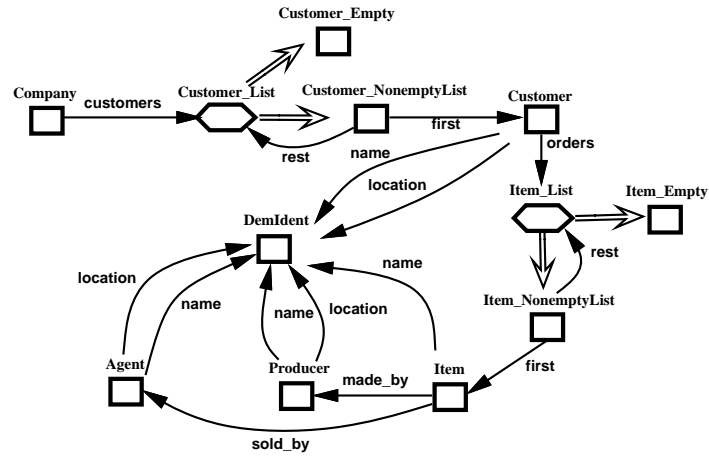 Customer_Empty
Customer_List
Customer_NonemptyList
Company
Customer
customers
first
orders
rest
name
location
Item_List
Item_Empty
DemIdent
rest
location
name
name
location
name
Item_NonemptyList
first
Agent
Producer
Item
made_by
sold_by